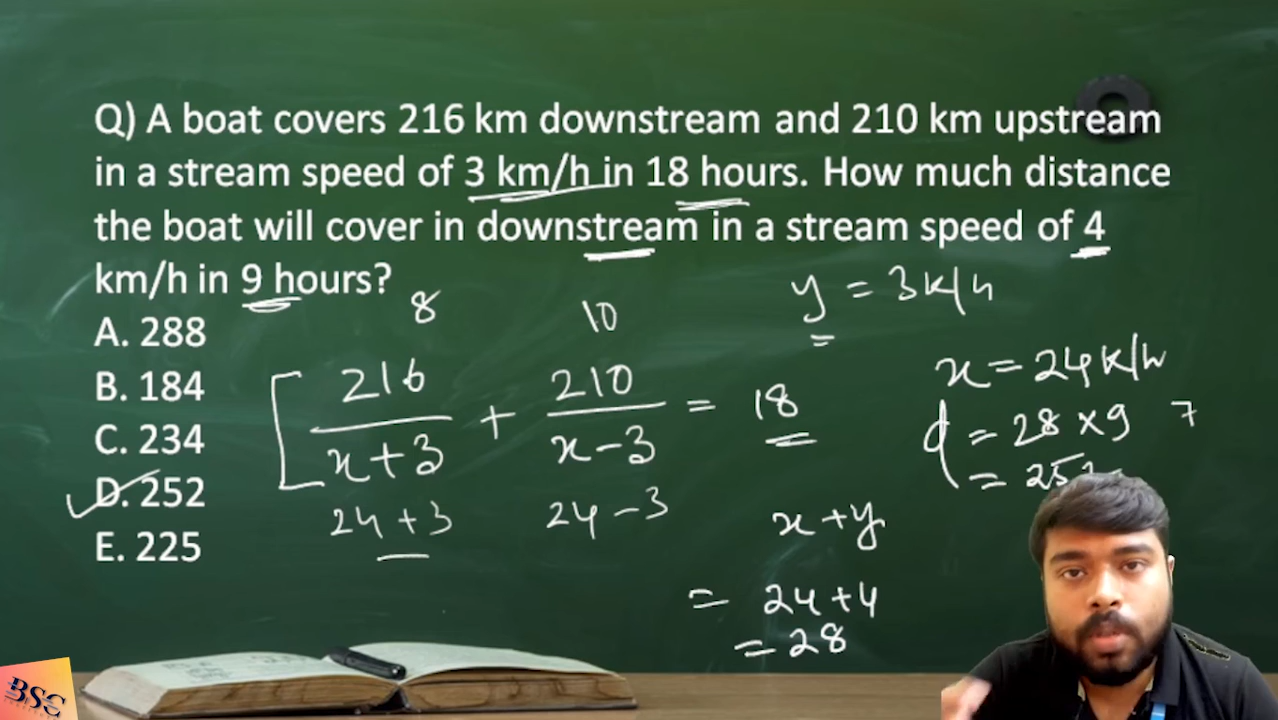 Q) A boat covers 216 km downstream and 210 km upstream
in a stream speed of 3 km/h in 18 hours. How much distance
the boat will cover in downstream in a stream speed of 4
km/h in 9 hours?
A. 288
B. 184
C. 234
D. 252
E. 225
8 10
216/x+3 + 210/x-3 = 18
24+3 24-3
y = 3k/h
x = 24k/h
d = 28 x 9
= 252
x+y
= 24+4
= 28
BSC